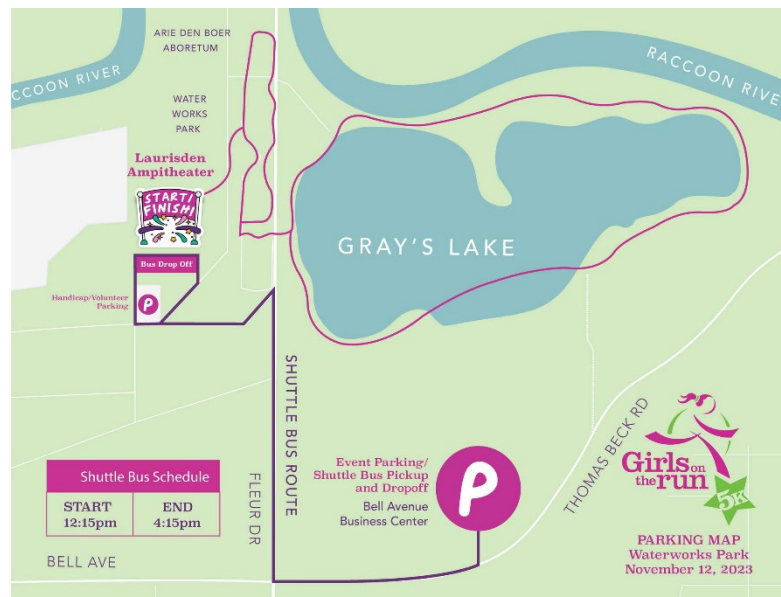 ARIE DEN BOER
ABORETUM
CCOON RIVER
RACCOON RIVE
WATER
WORKS
PARK
Laurisden
Ampitheater
START/
FINISH!
Bus Drop Off
Handicap/Volunteer
Parking
P
GRAY'S LAKE
SHUTTLE BUS ROUTE
FLEUR DR
THOMAS BECK RD
Event Parking/
Shuttle Bus Pickup
and Dropoff
Bell Avenue
Business Center
P
Shuttle Bus Schedule
START
12:15pm
END
4:15pm
BELL AVE
Girls on
the run
5K
PARKING MAP
Waterworks Park
November 12, 2023